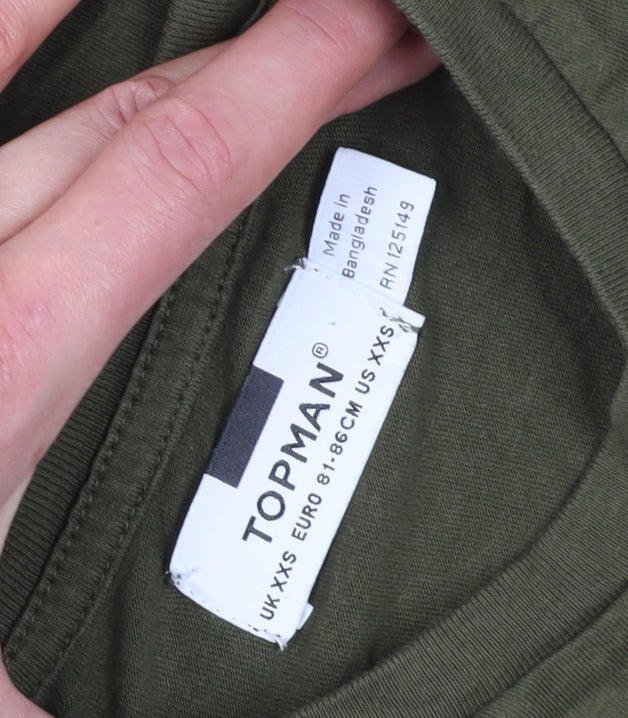 Made in
Bangladesh
RN 125149
TOPMAN®
UK XXS EURO 81-86CM US XXS